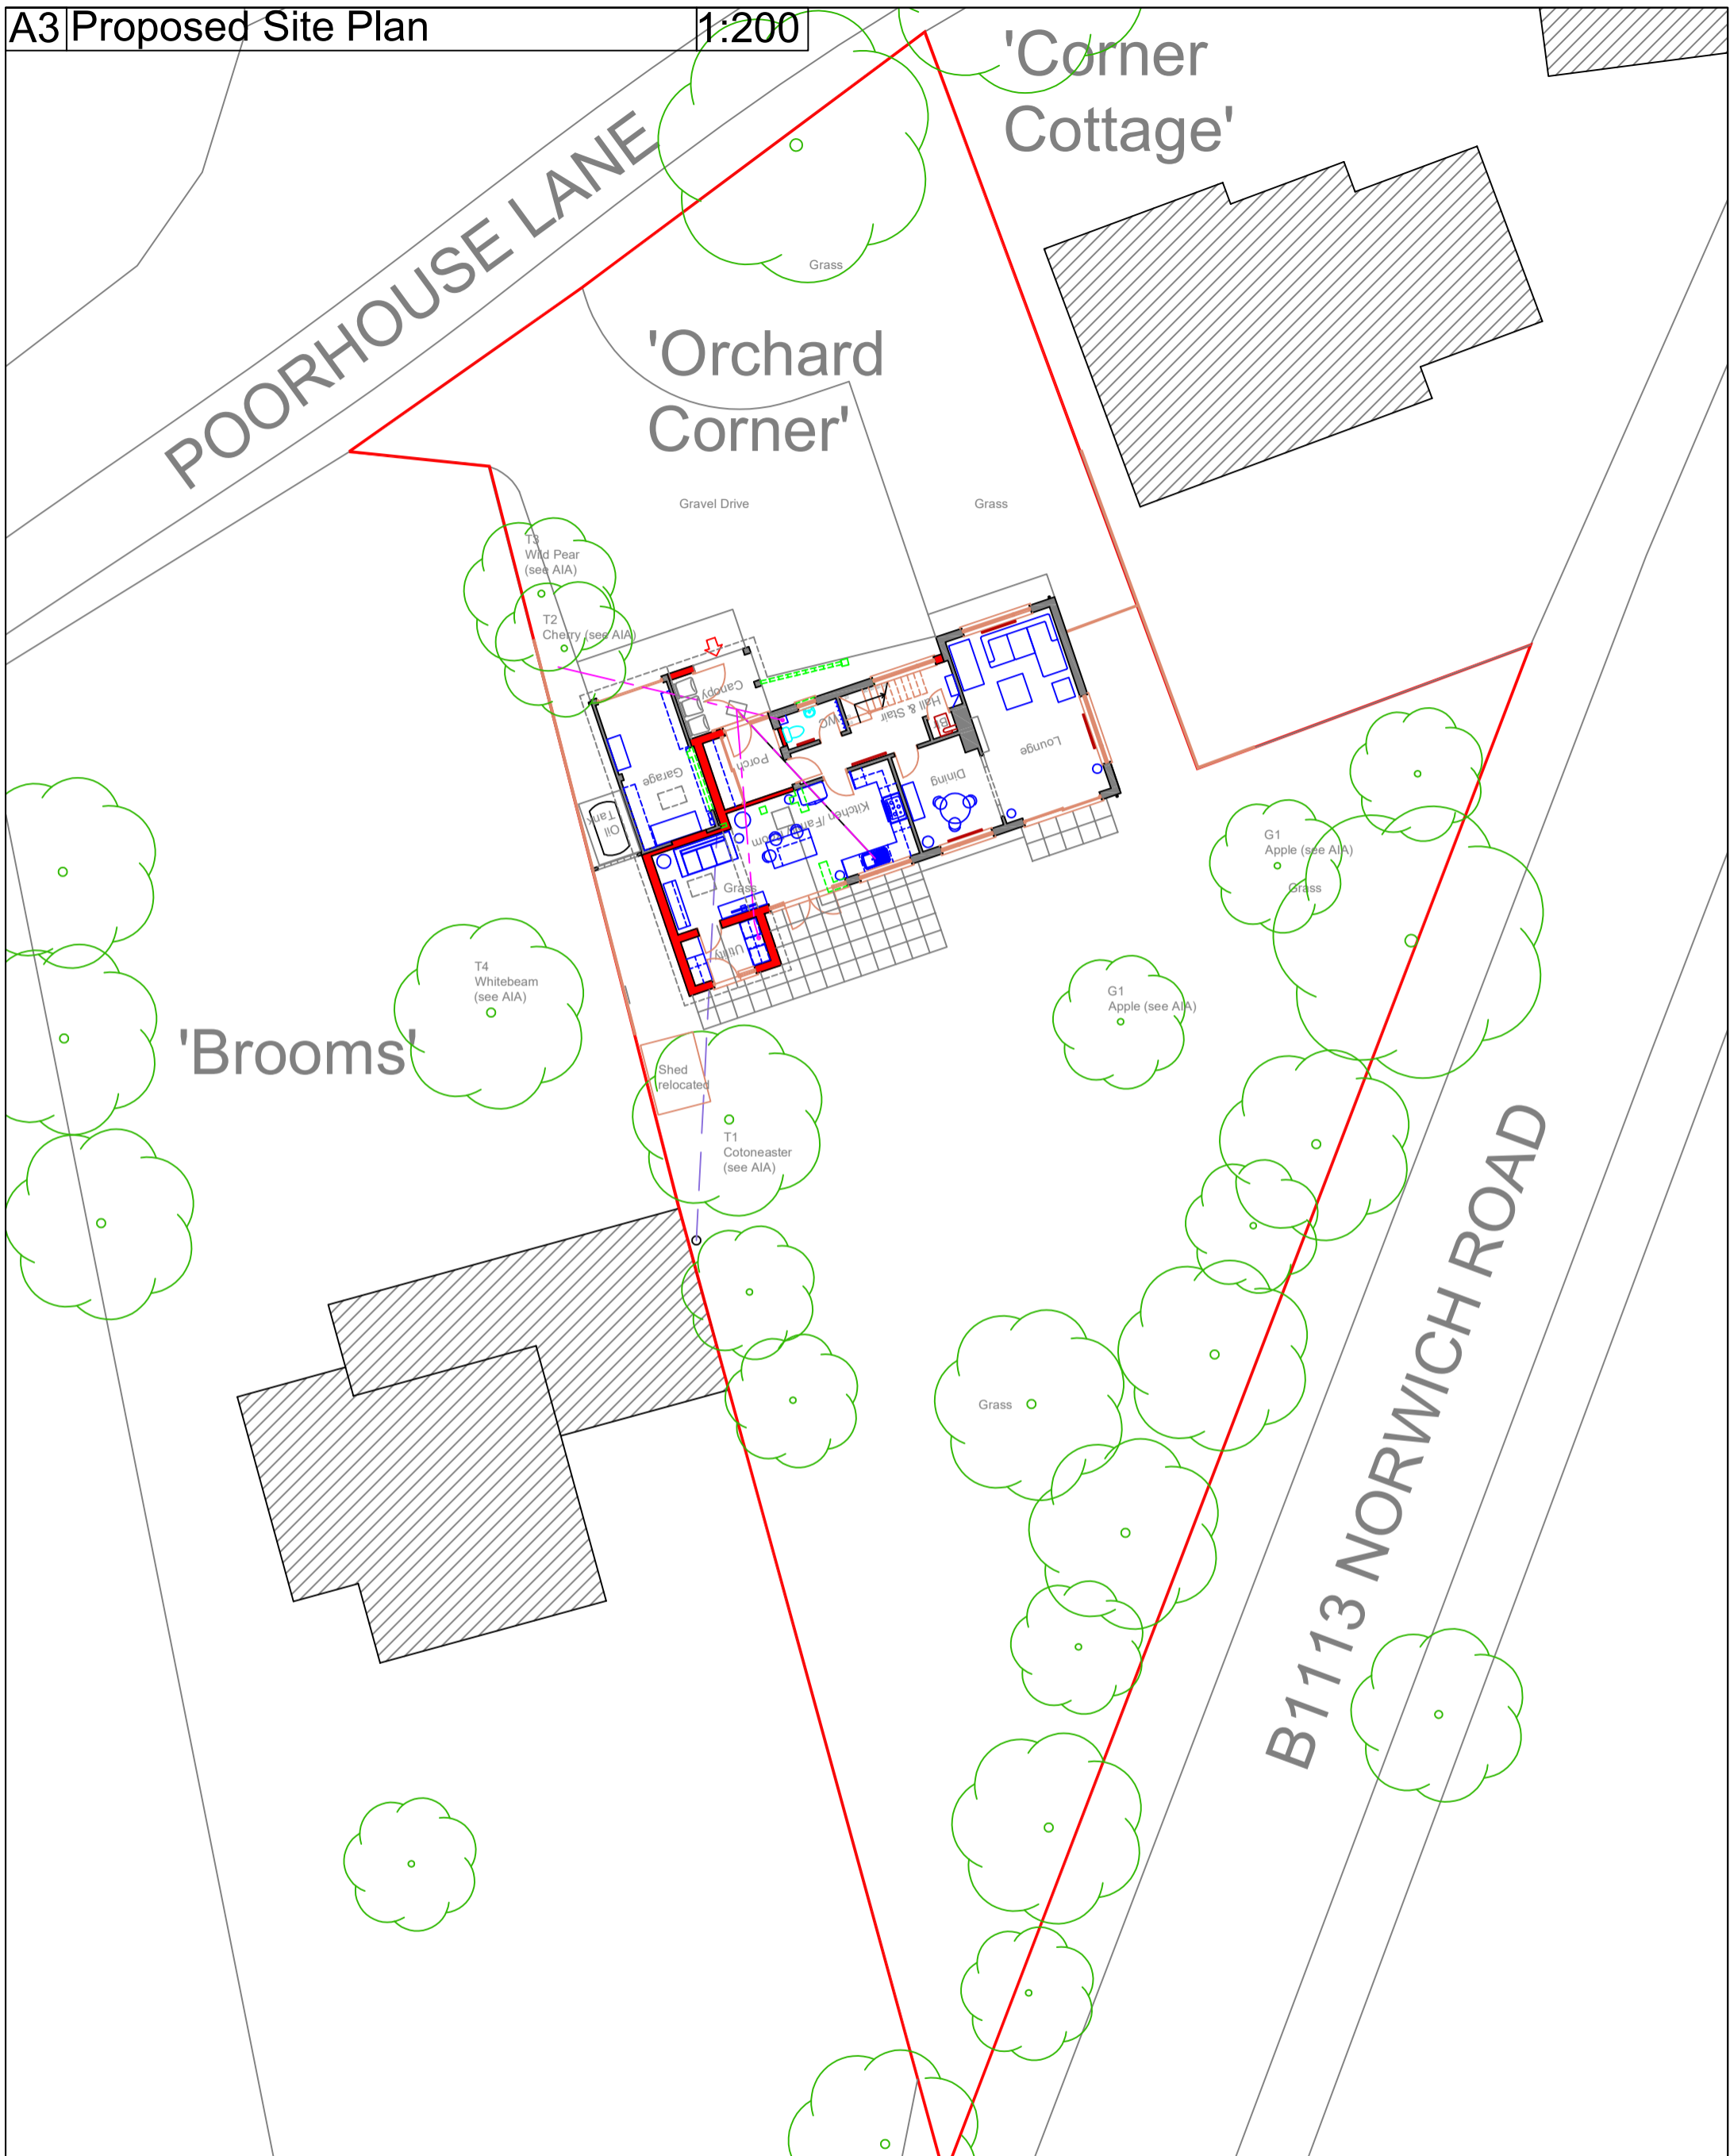 A3 Proposed Site Plan 1:200
'Corner
Cottage'
POORHOUSE LANE
Grass
'Orchard
Corner'
Gravel Drive
Grass
T3
Wild Pear
(see AIA)
T2
Cherry (see AIA)
Canopy
WC
Hall & Stair
Lounge
Porch
Garage
Dining
Kitchen/ Family Room
Oil
Tank
Grass
Utility
G1
Apple (see AIA)
Grass
T4
Whitebeam
(see AIA)
G1
Apple (see AIA)
'Brooms'
Shed
relocated
T1
Cotoneaster
(see AIA)
Grass
B1113 NORWICH ROAD